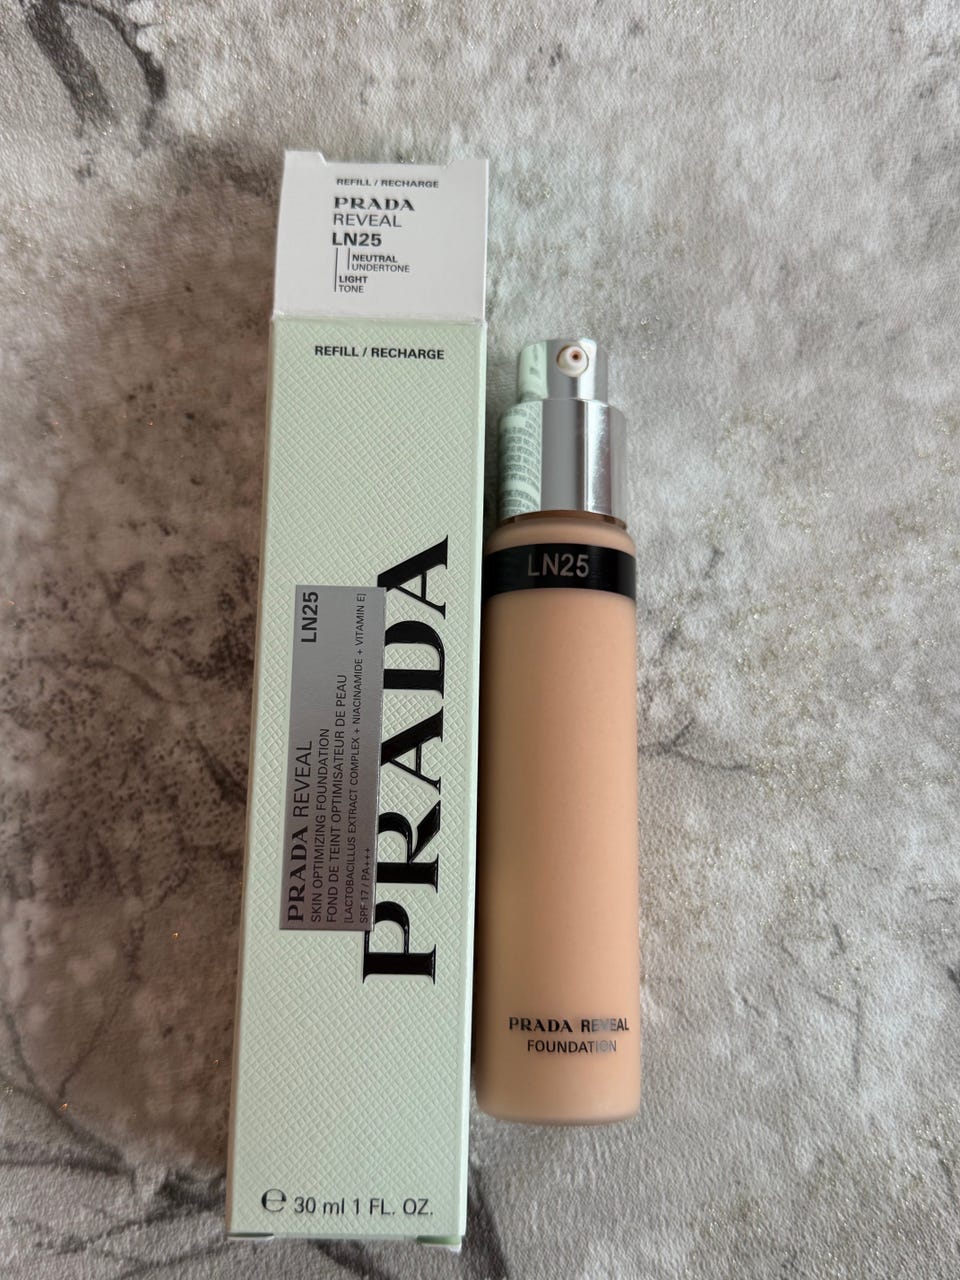 REFILL / RECHARGE
PRADA
REVEAL
LN25
NEUTRAL
UNDERTONE
LIGHT
TONE
REFILL / RECHARGE
PRADA
LN25
PRADA REVEAL
SKIN OPTIMIZING FOUNDATION
FOND DE TEINT OPTIMISATEUR DE PEAU
[LACTOBACILLUS EXTRACT COMPLEX + NIACINAMIDE + VITAMIN E]
SPF 17 / PA+++
e 30 ml 1 FL. OZ.
LN25
PRADA REVEAL
FOUNDATION